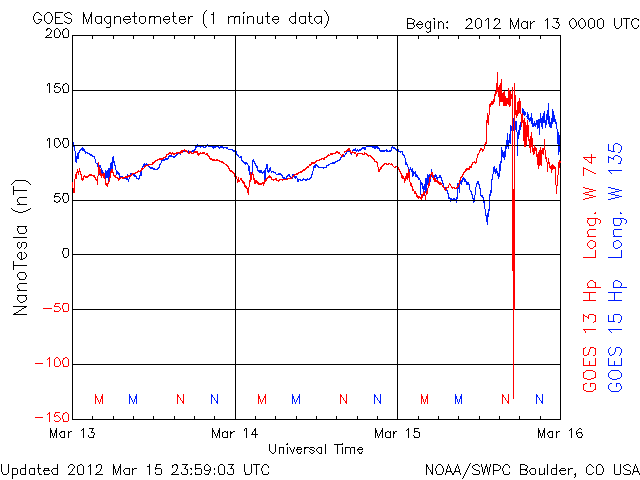 GOES Magnetometer (1 minute data)
Begin: 2012 Mar 13 0000 UTC
200
150
100
50
0
-50
-100
-150
NanoTesla (nT)
M M N N M M N N M M N N
Mar 13 Mar 14 Mar 15 Mar 16
Universal Time
GOES 13 Hp Long. W 74
GOES 15 Hp Long. W 135
Updated 2012 Mar 15 23:59:03 UTC
NOAA/SWPC Boulder, CO USA